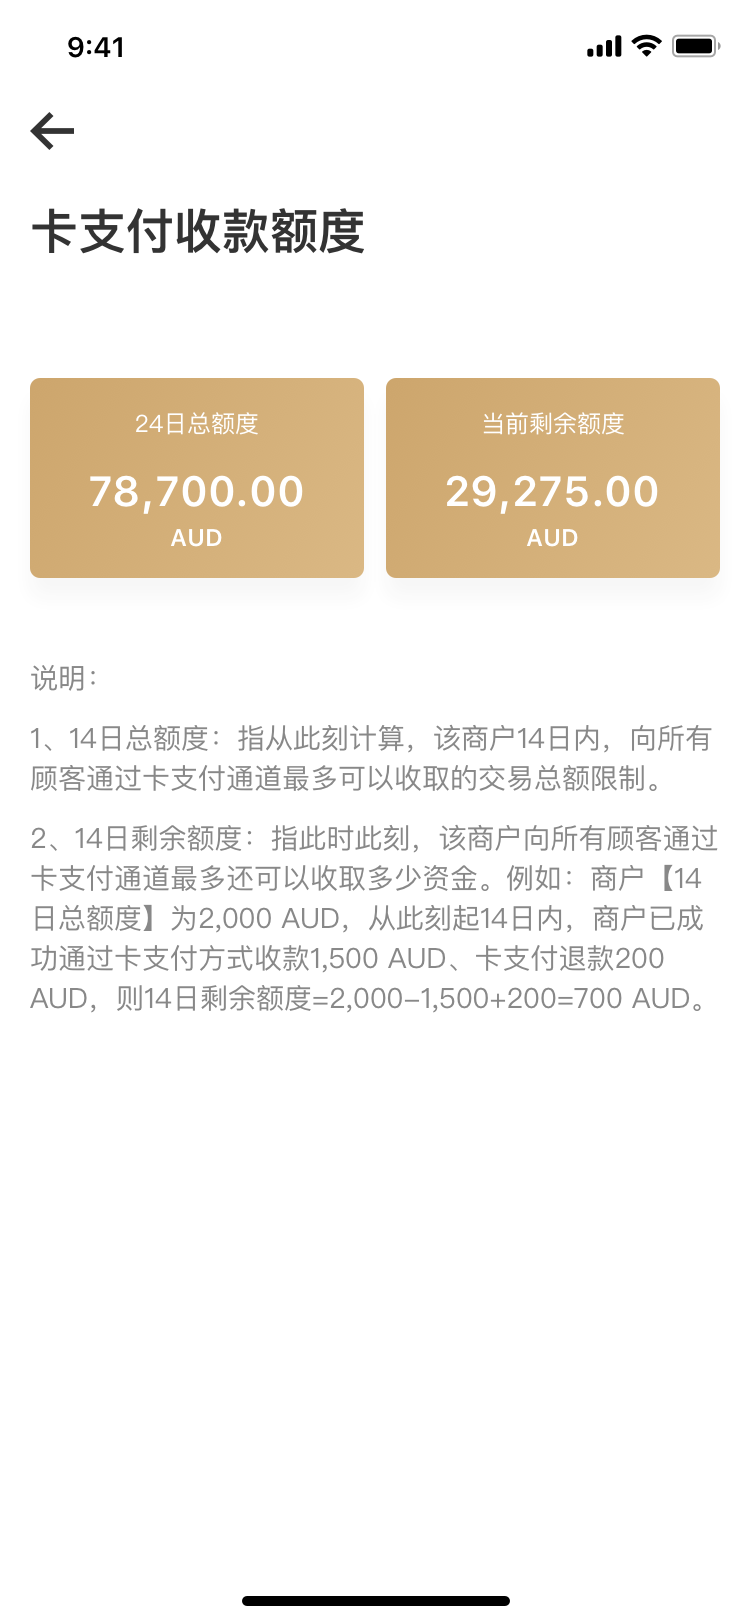 9:41
卡支付收款额度
24日总额度
78,700.00
AUD
当前剩余额度
29,275.00
AUD
说明：
1、14日总额度：指从此刻计算，该商户14日内，向所有
顾客通过卡支付通道最多可以收取的交易总额限制。
2、14日剩余额度：指此时此刻，该商户向所有顾客通过
卡支付通道最多还可以收取多少资金。例如：商户【14
日总额度】为2,000 AUD，从此刻起14日内，商户已成
功通过卡支付方式收款1,500 AUD、卡支付退款200
AUD，则14日剩余额度=2,000–1,500+200=700 AUD。